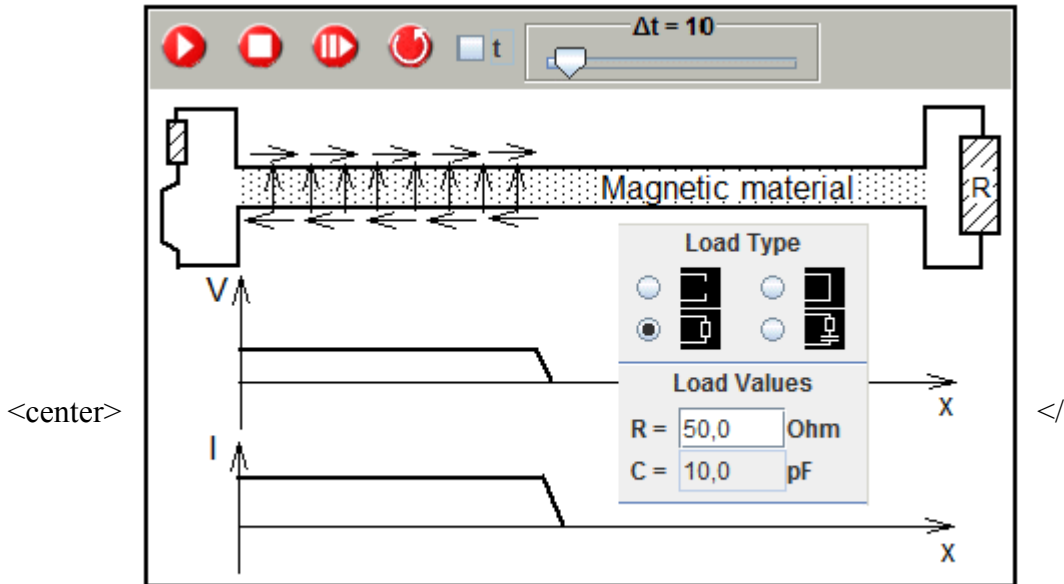 Δt = 10
t
Magnetic material
R
Load Type
V
<center>
x
</
Load Values
R = 50,0 Ohm
I
C = 10,0 pF
x